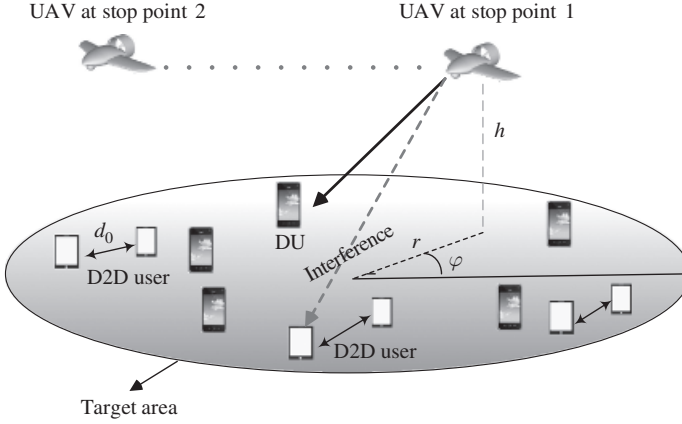 UAV at stop point 2
UAV at stop point 1
h
d0
DU
Interference
r
φ
D2D user
D2D user
Target area